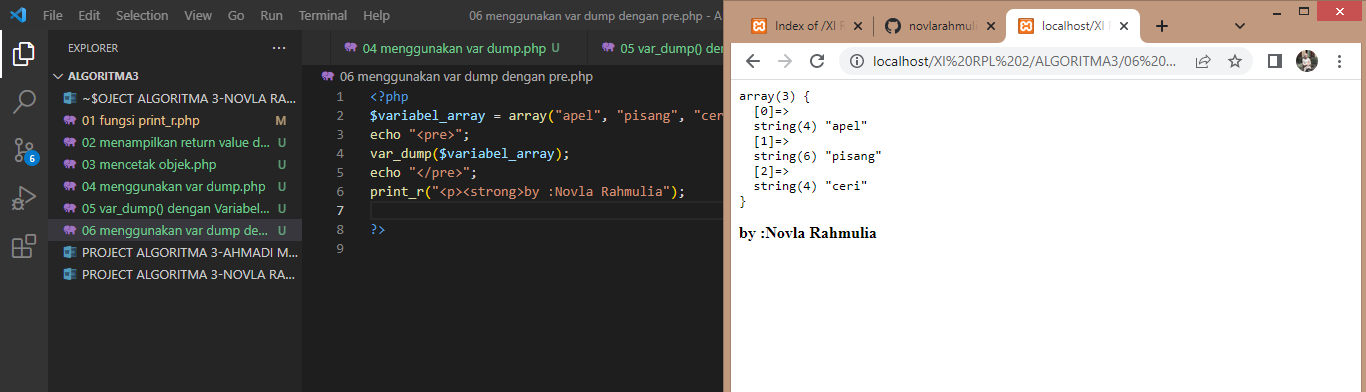 File Edit Selection View Go Run Terminal Help 06 menggunakan var dump dengan pre.php - A
EXPLORER ...
ALGORITMA3
~$OJECT ALGORITMA 3-NOVLA RA...
01 fungsi print_r.php M
02 menampilkan return value d... U
03 mencetak objek.php U
04 menggunakan var dump.php U
05 var_dump() dengan Variabel... U
06 menggunakan var dump de... U
PROJECT ALGORITMA 3-AHMADI M...
PROJECT ALGORITMA 3-NOVLA RA...
6
04 menggunakan var dump.php U 05 var_dump() de
06 menggunakan var dump dengan pre.php
1 <?php
2 $variabel_array = array("apel", "pisang", "cer
3 echo "<pre>";
4 var_dump($variabel_array);
5 echo "</pre>";
6 print_r("<p><strong>by :Novla Rahmulia");
7
8 ?>
9
Index of /XI novlarahmuli localhost/XI
localhost/XI%20RPL%202/ALGORITMA3/06%20...
array(3) {
[0]=>
string(4) "apel"
[1]=>
string(6) "pisang"
[2]=>
string(4) "ceri"
}
by :Novla Rahmulia